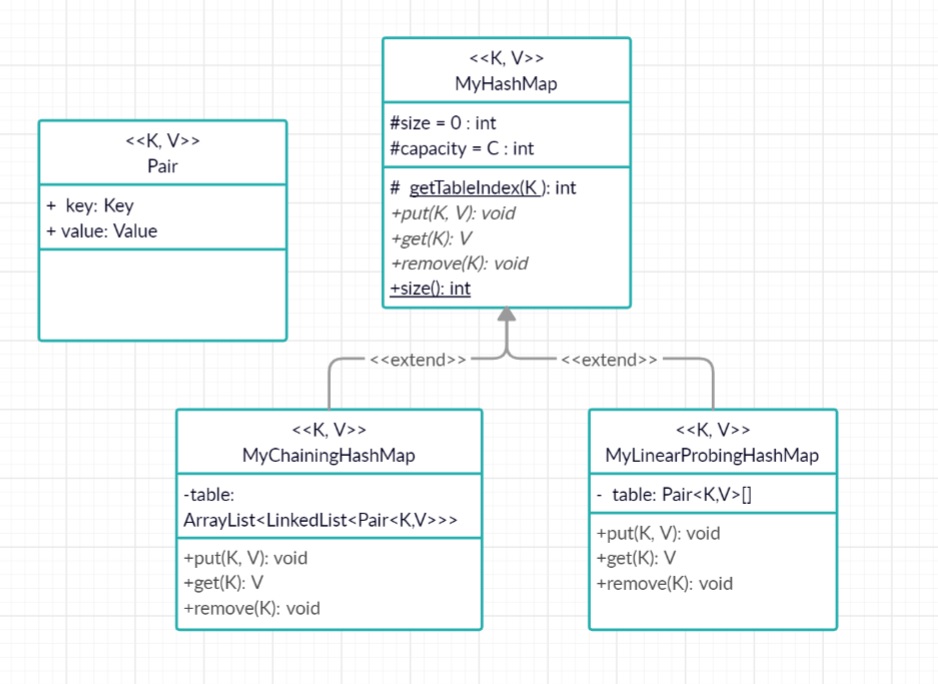 <<K, V>>
MyHashMap
#size = 0 : int
#capacity = C : int
# getTableIndex(K ): int
+put(K, V): void
+get(K): V
+remove(K): void
+size(): int
<<K, V>>
Pair
+ key: Key
+ value: Value
<<extend>>
<<extend>>
<<K, V>>
MyChainingHashMap
-table:
ArrayList<LinkedList<Pair<K,V>>>
+put(K, V): void
+get(K): V
+remove(K): void
<<K, V>>
MyLinearProbingHashMap
- table: Pair<K,V>[]
+put(K, V): void
+get(K): V
+remove(K): void